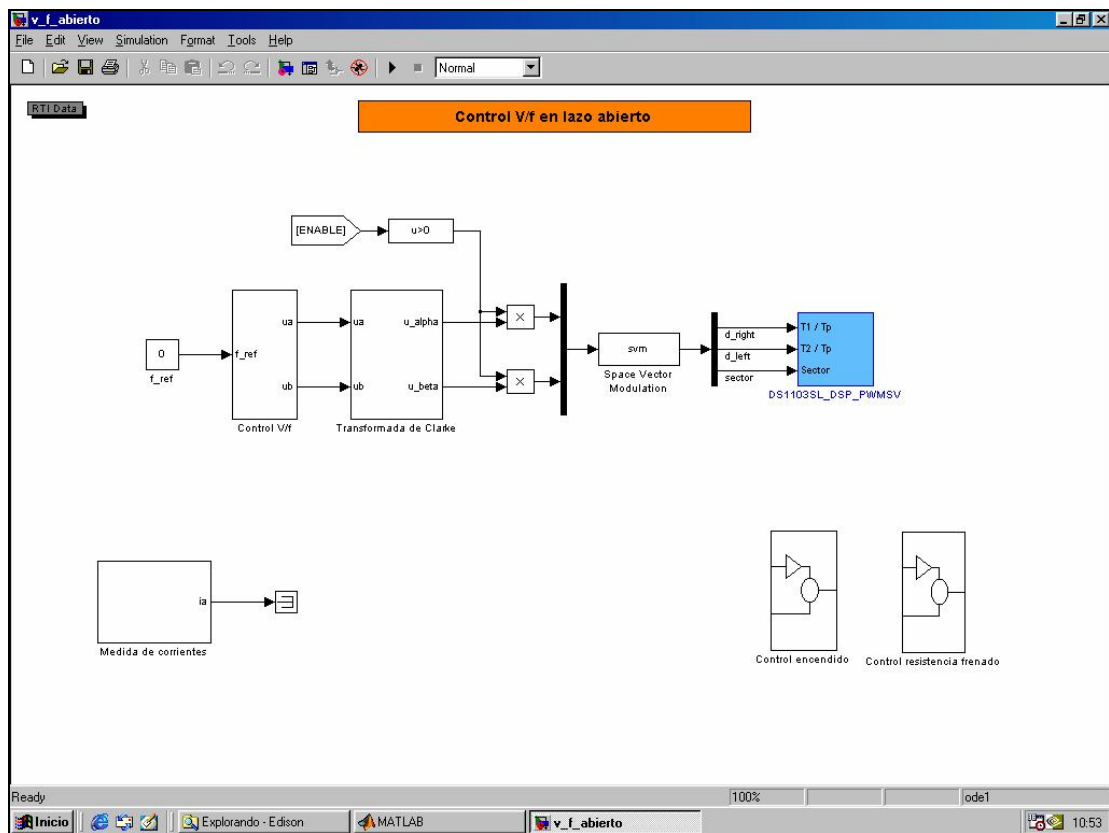 v_f_abierto
File Edit View Simulation Format Tools Help
Normal
RTI Data
Control V/f en lazo abierto
[ENABLE]
u>0
ua
ua
u_alpha
×
T1 / Tp
d_right
0
f_ref
svm
T2 / Tp
d_left
f_ref
Space Vector
Modulation
Sector
sector
ub
ub
u_beta
×
DS1103SL_DSP_PWMSV
Control V/f
Transformada de Clarke
ia
Medida de corrientes
Control encendido
Control resistencia frenado
Ready
100%
ode1
Inicio
Explorando - Edison
MATLAB
v_f_abierto
10:53